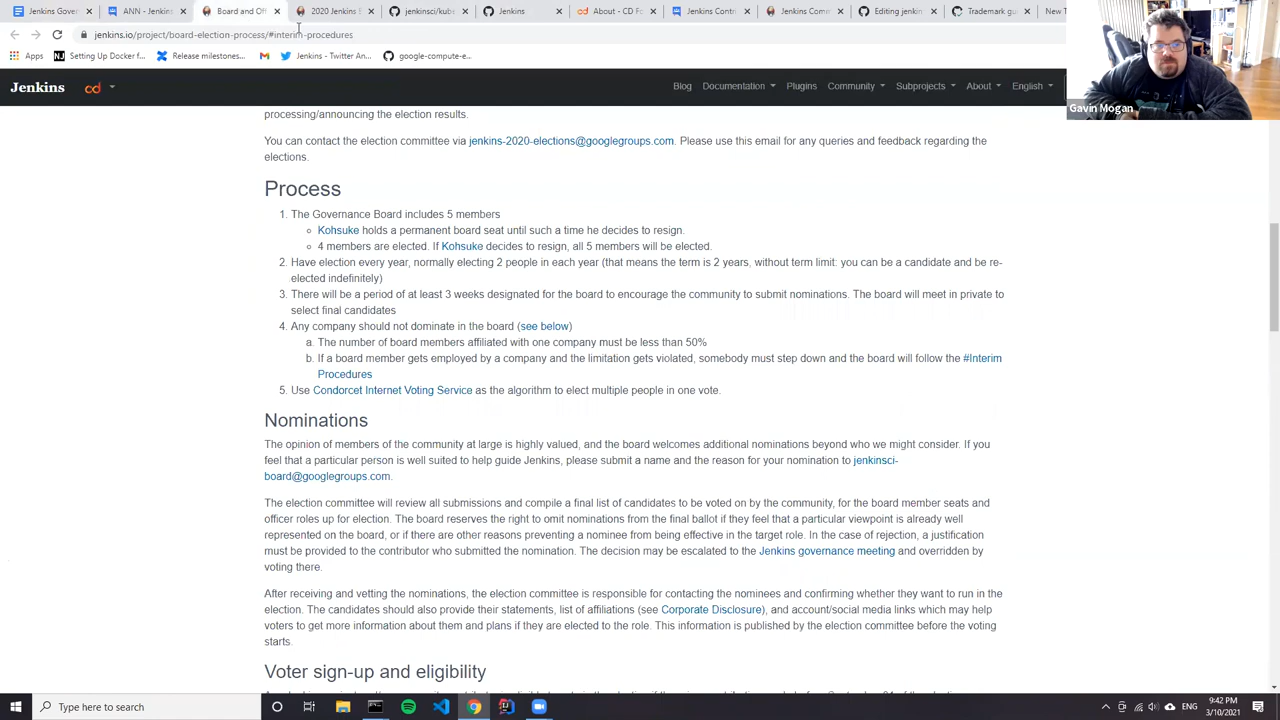 Jenkins Gover
ANN - Jenkins
Board and Off
2020 Jenkins E
jenkinsci/kube
Jenkins
About - CD Fo
Jenkins Contri
Jenkins Com
Editing jenkin
Trademark gui
New T
jenkins.io/project/board-election-process/#interim-procedures
Apps
Setting Up Docker f...
Release milestones...
Jenkins - Twitter An...
google-compute-e...
Gavin Mogan
Jenkins
Blog
Documentation
Plugins
Community
Subprojects
About
English
processing/announcing the election results.
You can contact the election committee via jenkins-2020-elections@googlegroups.com. Please use this email for any queries and feedback regarding the
elections.
Process
1. The Governance Board includes 5 members
Kohsuke holds a permanent board seat until such a time he decides to resign.
4 members are elected. If Kohsuke decides to resign, all 5 members will be elected.
2. Have election every year, normally electing 2 people in each year (that means the term is 2 years, without term limit: you can be a candidate and be re-
elected indefinitely)
3. There will be a period of at least 3 weeks designated for the board to encourage the community to submit nominations. The board will meet in private to
select final candidates
4. Any company should not dominate in the board (see below)
a. The number of board members affiliated with one company must be less than 50%
b. If a board member gets employed by a company and the limitation gets violated, somebody must step down and the board will follow the #Interim
Procedures
5. Use Condorcet Internet Voting Service as the algorithm to elect multiple people in one vote.
Nominations
The opinion of members of the community at large is highly valued, and the board welcomes additional nominations beyond who we might consider. If you
feel that a particular person is well suited to help guide Jenkins, please submit a name and the reason for your nomination to jenkinsci-
board@googlegroups.com.
The election committee will review all submissions and compile a final list of candidates to be voted on by the community, for the board member seats and
officer roles up for election. The board reserves the right to omit nominations from the final ballot if they feel that a particular viewpoint is already well
represented on the board, or if there are other reasons preventing a nominee from being effective in the target role. In the case of rejection, a justification
must be provided to the contributor who submitted the nomination. The decision may be escalated to the Jenkins governance meeting and overridden by
voting there.
After receiving and vetting the nominations, the election committee is responsible for contacting the nominees and confirming whether they want to run in the
election. The candidates should also provide their statements, list of affiliations (see Corporate Disclosure), and account/social media links which may help
voters to get more information about them and plans if they are elected to the role. This information is published by the election committee before the voting
starts.
Voter sign-up and eligibility
Type here to search
9:42 PM
3/10/2021